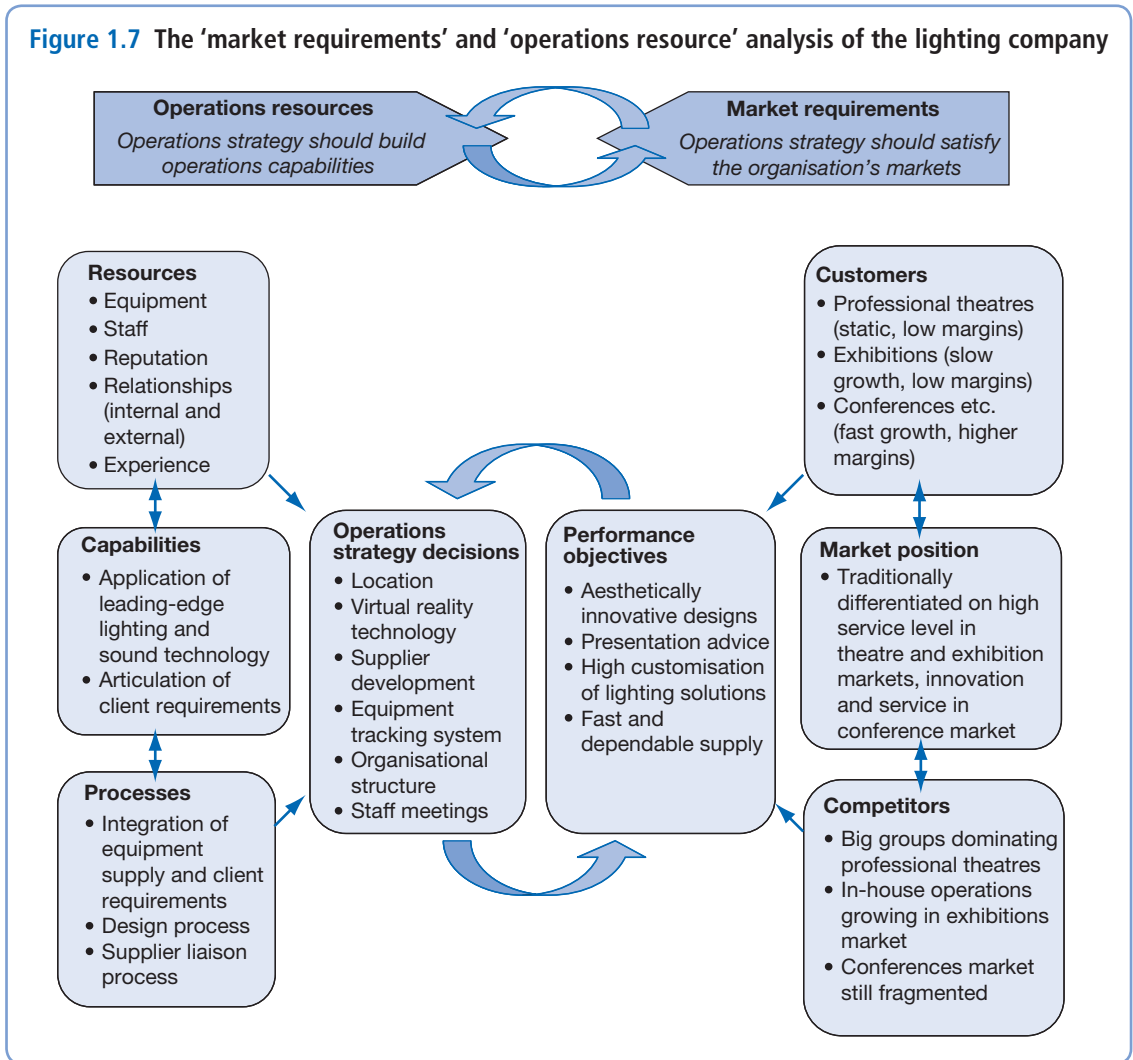 Figure 1.7 The ‘market requirements’ and ‘operations resource’ analysis of the lighting company
Operations resources
Operations strategy should build
operations capabilities
Market requirements
Operations strategy should satisfy
the organisation’s markets
Resources
• Equipment
• Staff
• Reputation
• Relationships
(internal and
external)
• Experience
Capabilities
• Application of
leading-edge
lighting and
sound technology
• Articulation of
client requirements
Processes
• Integration of
equipment
supply and client
requirements
• Design process
• Supplier liaison
process
Operations
strategy decisions
• Location
• Virtual reality
technology
• Supplier
development
• Equipment
tracking system
• Organisational
structure
• Staff meetings
Performance
objectives
• Aesthetically
innovative designs
• Presentation advice
• High customisation
of lighting solutions
• Fast and
dependable supply
Customers
• Professional theatres
(static, low margins)
• Exhibitions (slow
growth, low margins)
• Conferences etc.
(fast growth, higher
margins)
Market position
• Traditionally
differentiated on high
service level in
theatre and exhibition
markets, innovation
and service in
conference market
Competitors
• Big groups dominating
professional theatres
• In-house operations
growing in exhibitions
market
• Conferences market
still fragmented